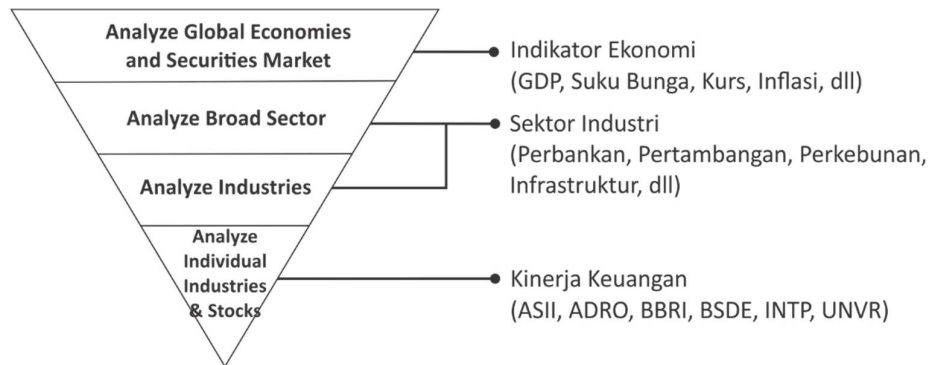 Analyze Global Economies
and Securities Market
Indikator Ekonomi
(GDP, Suku Bunga, Kurs, Inflasi, dll)
Analyze Broad Sector
Sektor Industri
(Perbankan, Pertambangan, Perkebunan,
Infrastruktur, dll)
Analyze Industries
Analyze
Individual
Industries
& Stocks
Kinerja Keuangan
(ASII, ADRO, BBRI, BSDE, INTP, UNVR)